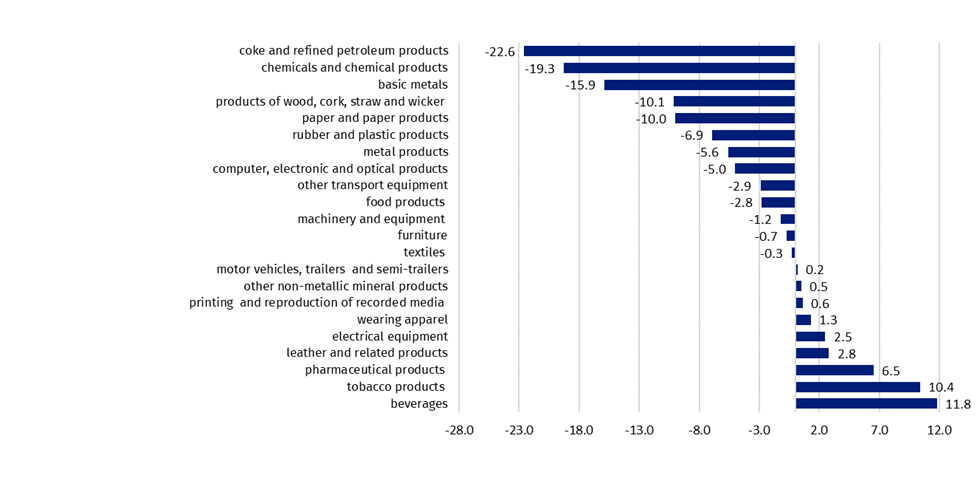 coke and refined petroleum products -22.6
chemicals and chemical products -19.3
basic metals -15.9
products of wood, cork, straw and wicker -10.1
paper and paper products -10.0
rubber and plastic products -6.9
metal products -5.6
computer, electronic and optical products -5.0
other transport equipment -2.9
food products -2.8
machinery and equipment -1.2
furniture -0.7
textiles -0.3
motor vehicles, trailers and semi-trailers 0.2
other non-metallic mineral products 0.5
printing and reproduction of recorded media 0.6
wearing apparel 1.3
electrical equipment 2.5
leather and related products 2.8
pharmaceutical products 6.5
tobacco products 10.4
beverages 11.8
-28.0 -23.0 -18.0 -13.0 -8.0 -3.0 2.0 7.0 12.0